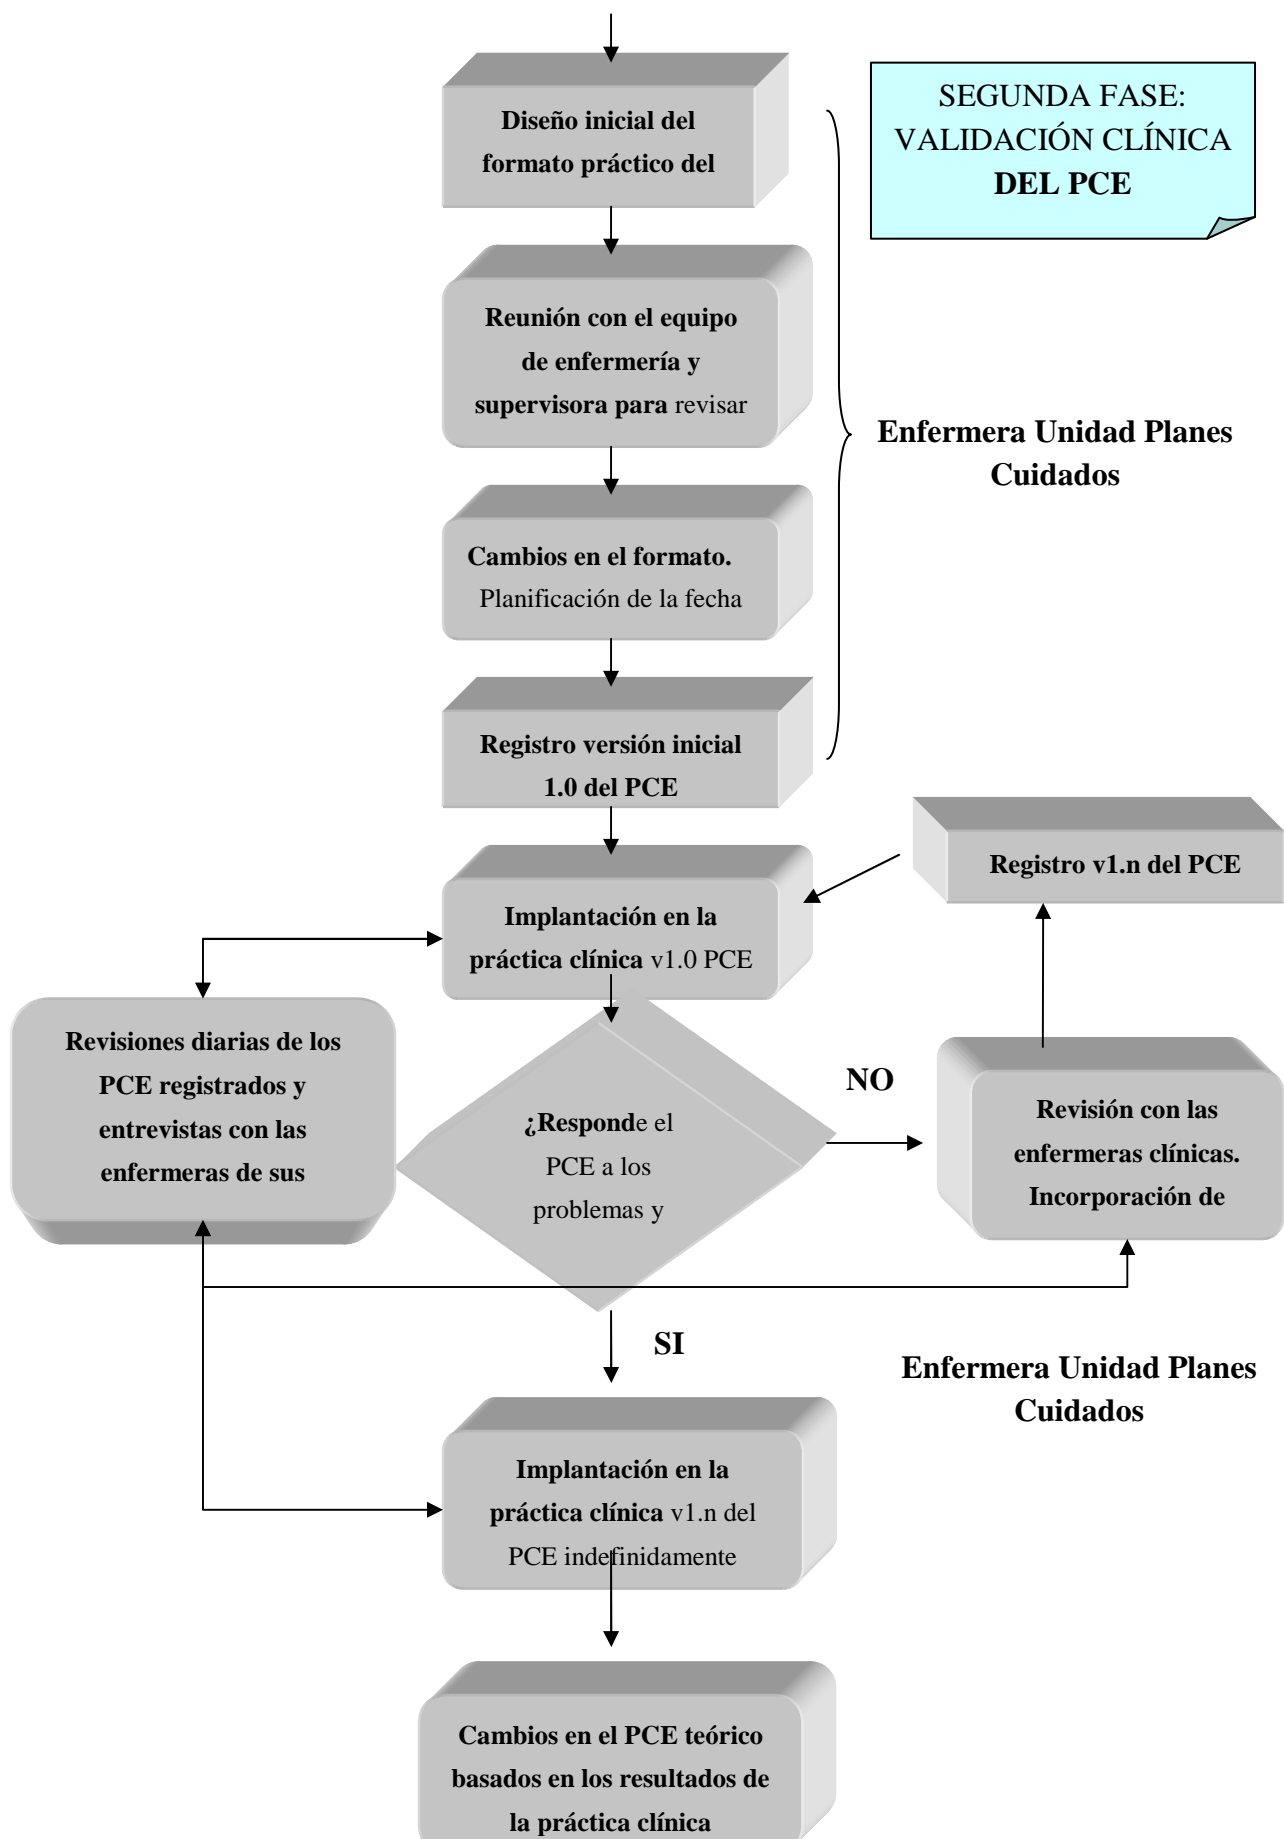 Diseño inicial del
formato práctico del
SEGUNDA FASE:
VALIDACIÓN CLÍNICA
DEL PCE
Reunión con el equipo
de enfermería y
supervisora para revisar
Enfermera Unidad Planes
Cuidados
Cambios en el formato.
Planificación de la fecha
Registro versión inicial
1.0 del PCE
Registro v1.n del PCE
Implantación en la
práctica clínica v1.0 PCE
Revisiones diarias de los
PCE registrados y
entrevistas con las
enfermeras de sus
¿Responde el
PCE a los
problemas y
NO
Revisión con las
enfermeras clínicas.
Incorporación de
SI
Enfermera Unidad Planes
Cuidados
Implantación en la
práctica clínica v1.n del
PCE indefinidamente
Cambios en el PCE teórico
basados en los resultados de
la práctica clínica